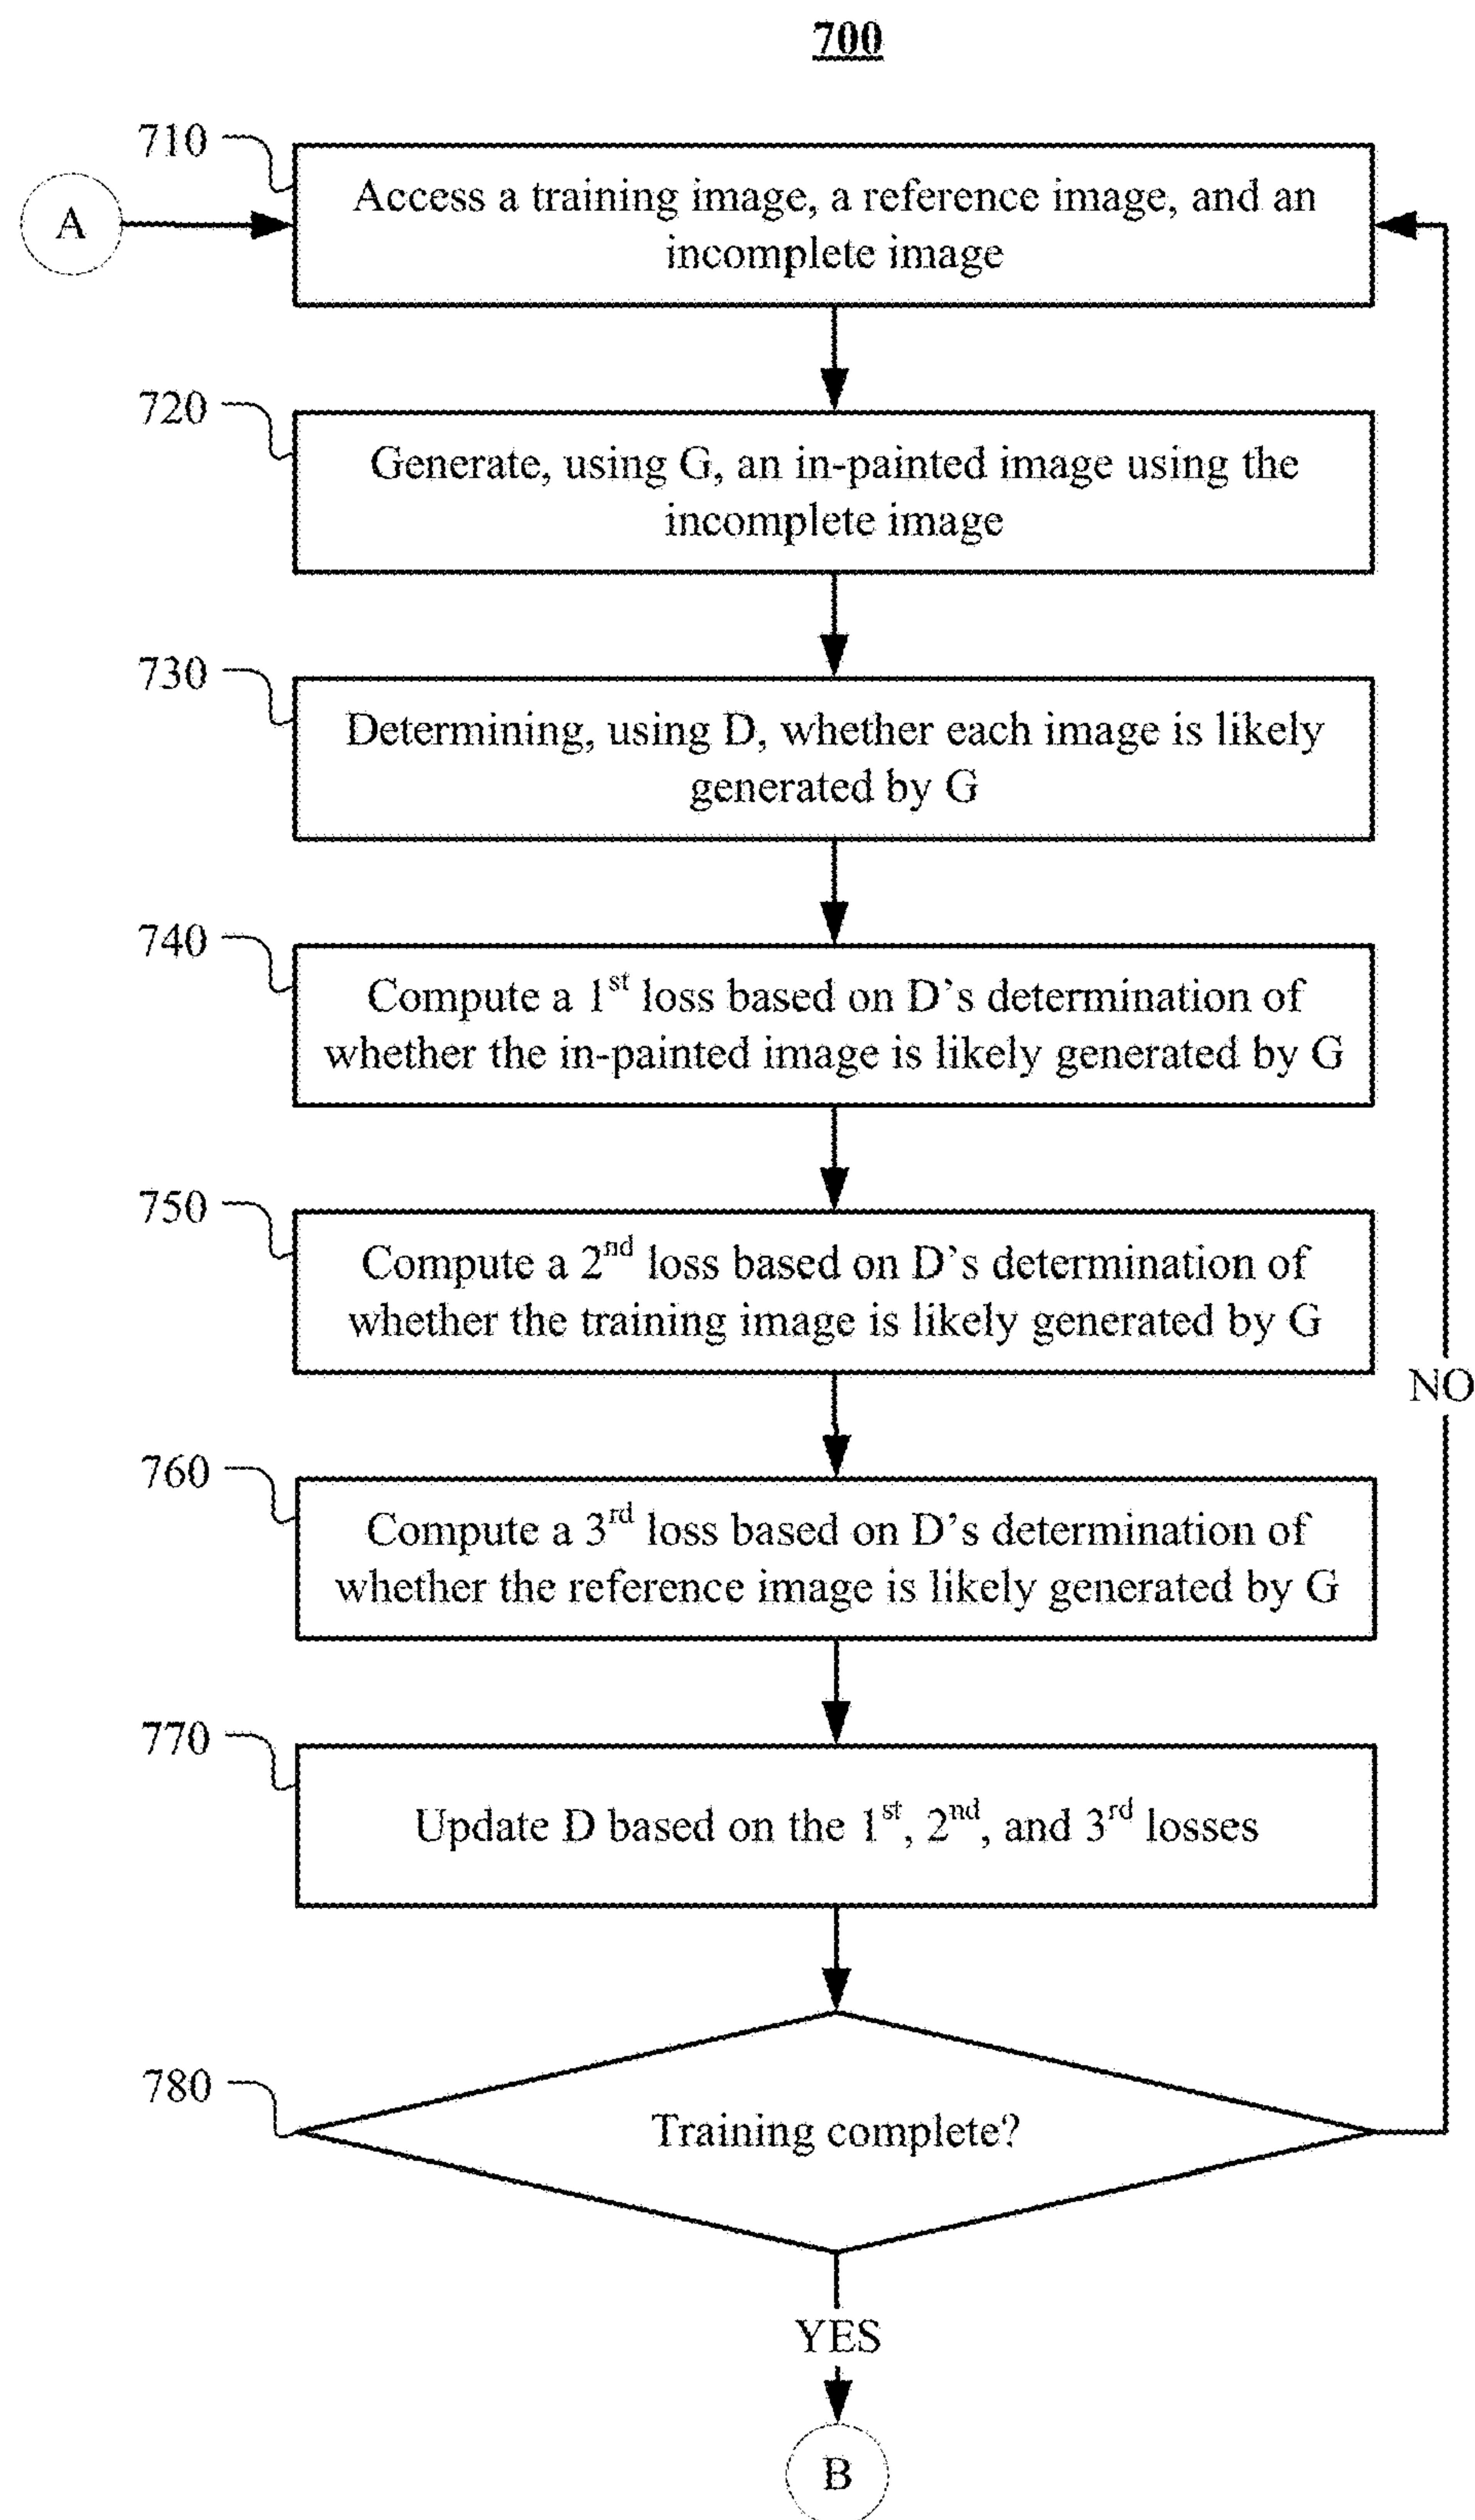 700
710
Access a training image, a reference image, and an
incomplete image
A
720
Generate, using G, an in-painted image using the
incomplete image
730
Determining, using D, whether each image is likely
generated by G
740
Compute a 1st loss based on D's determination of
whether the in-painted image is likely generated by G
750
Compute a 2nd loss based on D's determination of
whether the training image is likely generated by G
NO
760
Compute a 3rd loss based on D's determination of
whether the reference image is likely generated by G
770
Update D based on the 1st, 2nd, and 3rd losses
780
Training complete?
YES
B